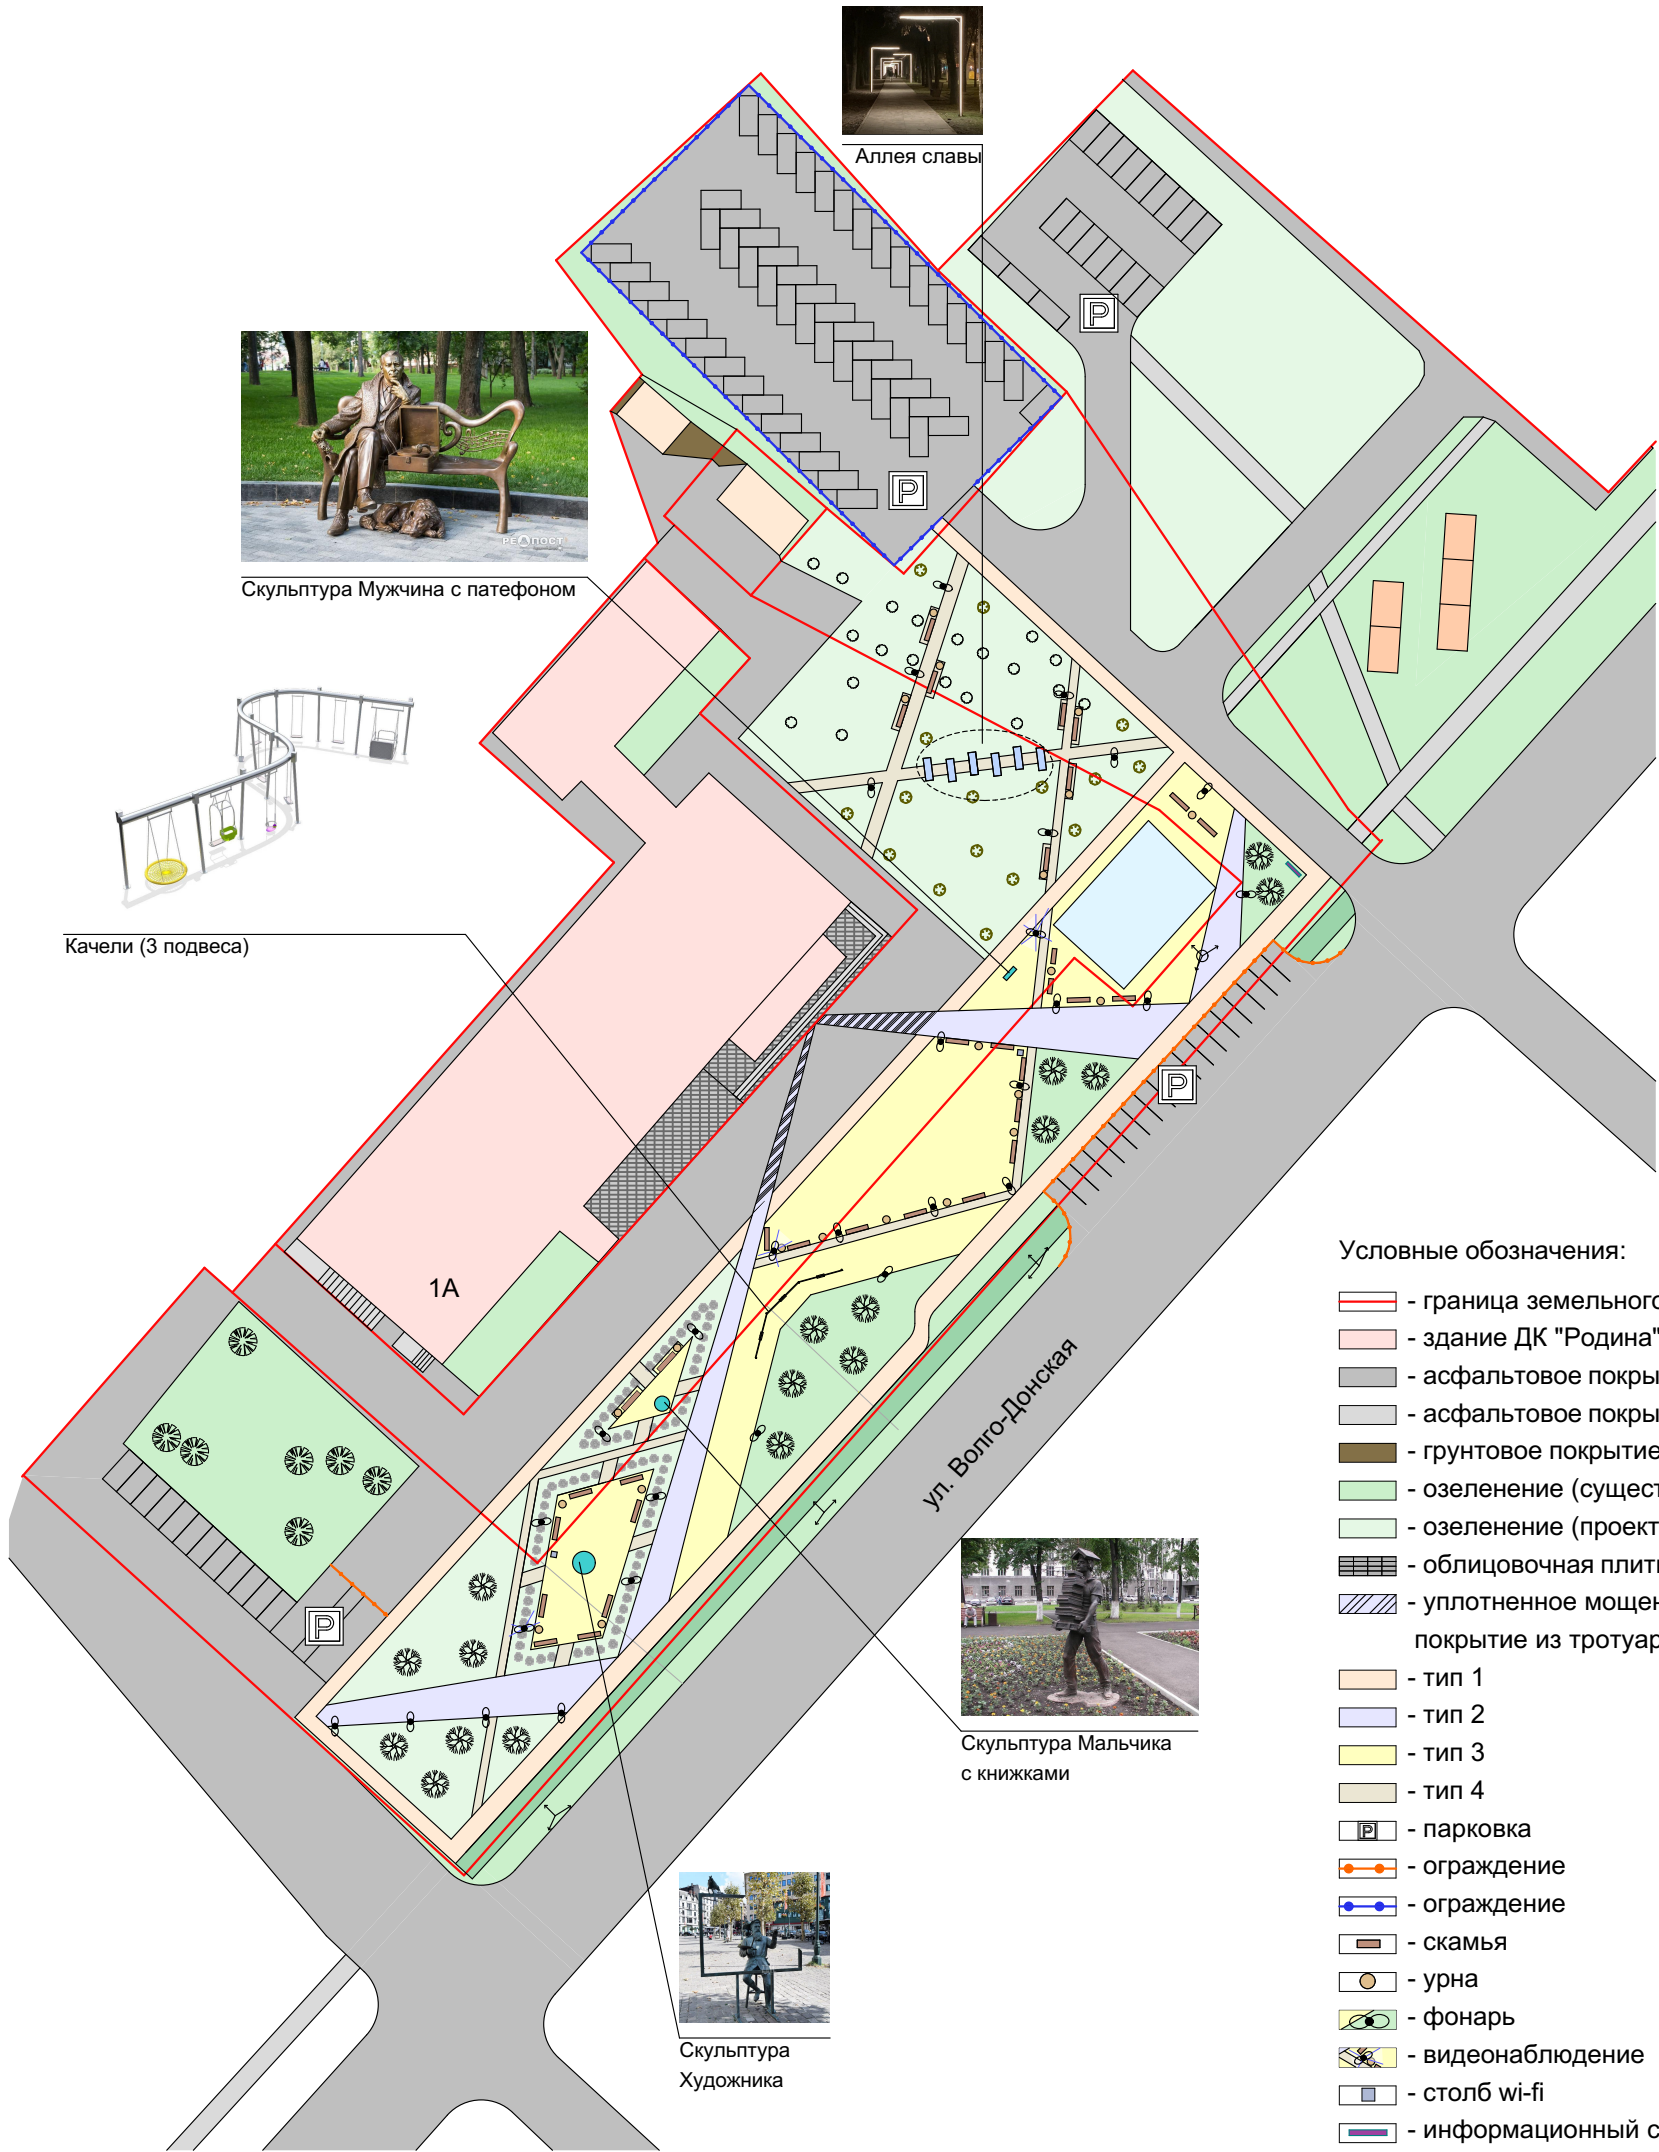 Аллея славы
P
P
РЕПОСТ
Скульптура Мужчина с патефоном
Качели (3 подвеса)
P
1А
ул. Волго-Донская
P
Скульптура Мальчика
с книжками
Скульптура
Художника
Условные обозначения:
- граница земельного
- здание ДК "Родина"
- асфальтовое покры
- асфальтовое покры
- грунтовое покрытие
- озеленение (сущест
- озеленение (проект
- облицовочная плит
- уплотненное мощен
покрытие из тротуар
- тип 1
- тип 2
- тип 3
- тип 4
P - парковка
- ограждение
- ограждение
- скамья
- урна
- фонарь
- видеонаблюдение
- столб wi-fi
- информационный с